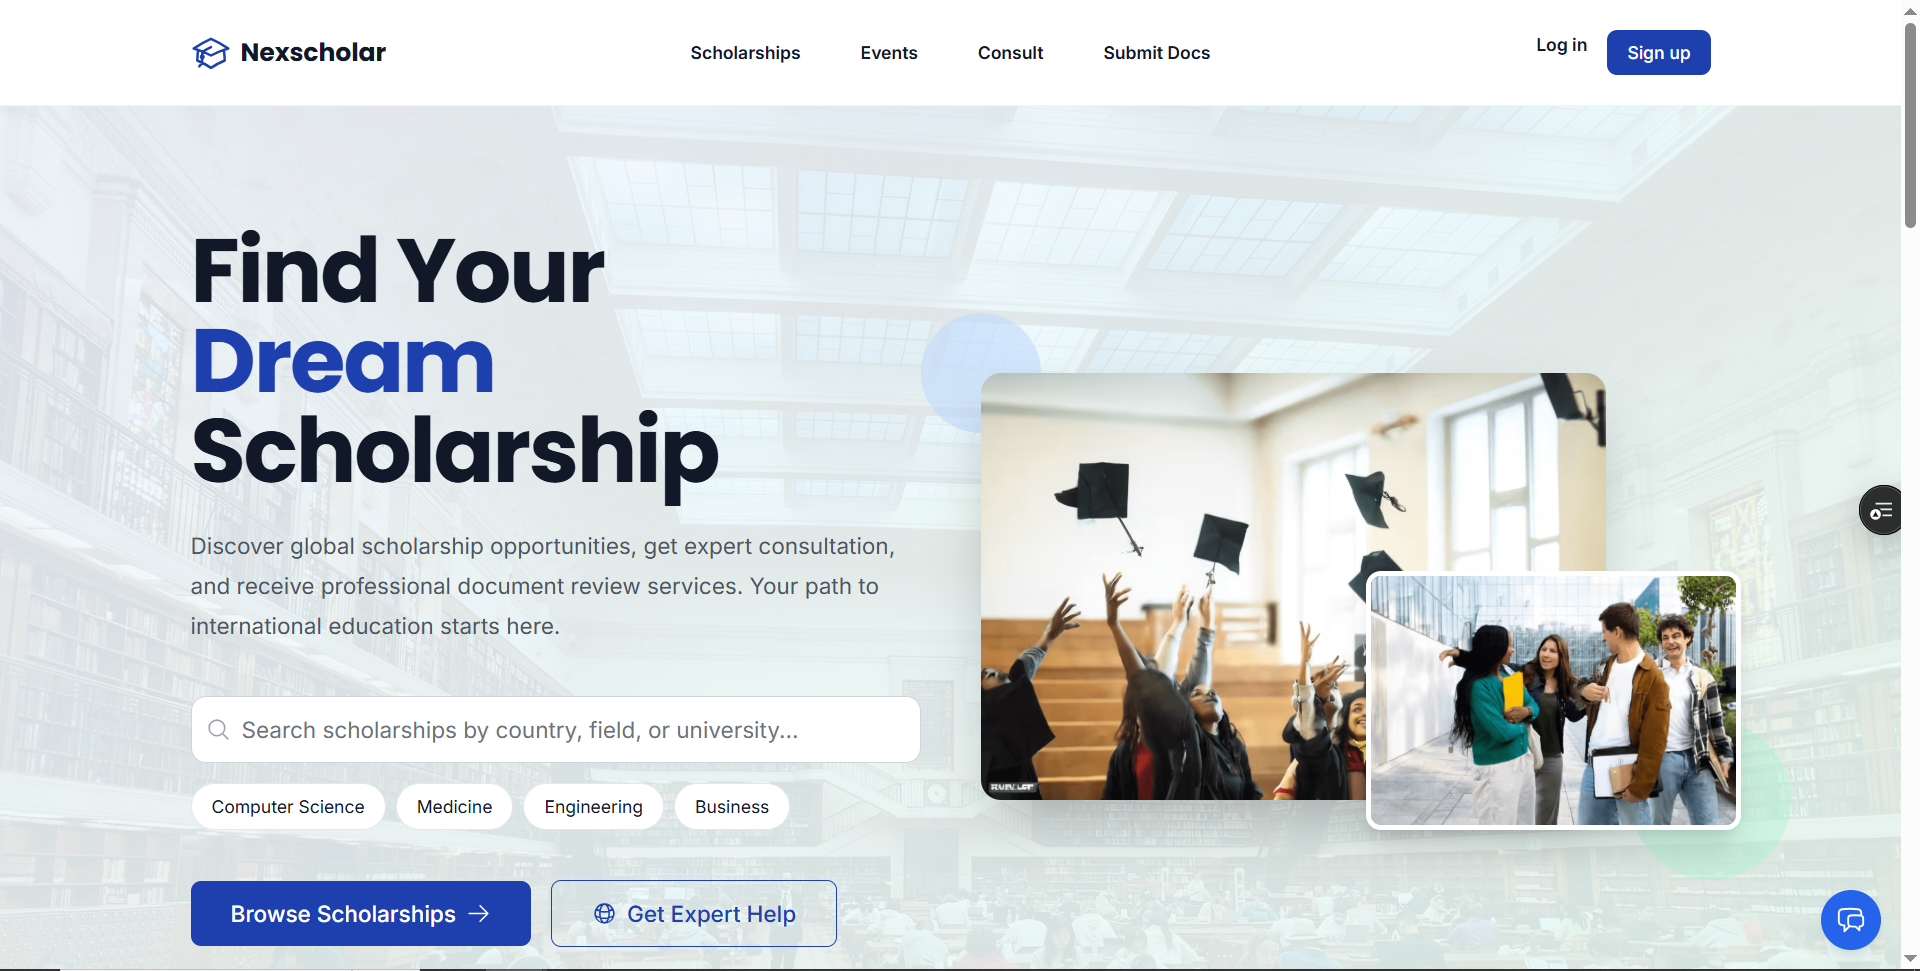 Nexscholar
Scholarships
Events
Consult
Submit Docs
Log in
Sign up
Find Your
Dream
Scholarship
Discover global scholarship opportunities, get expert consultation,
and receive professional document review services. Your path to
international education starts here.
Search scholarships by country, field, or university...
Computer Science
Medicine
Engineering
Business
Browse Scholarships
Get Expert Help